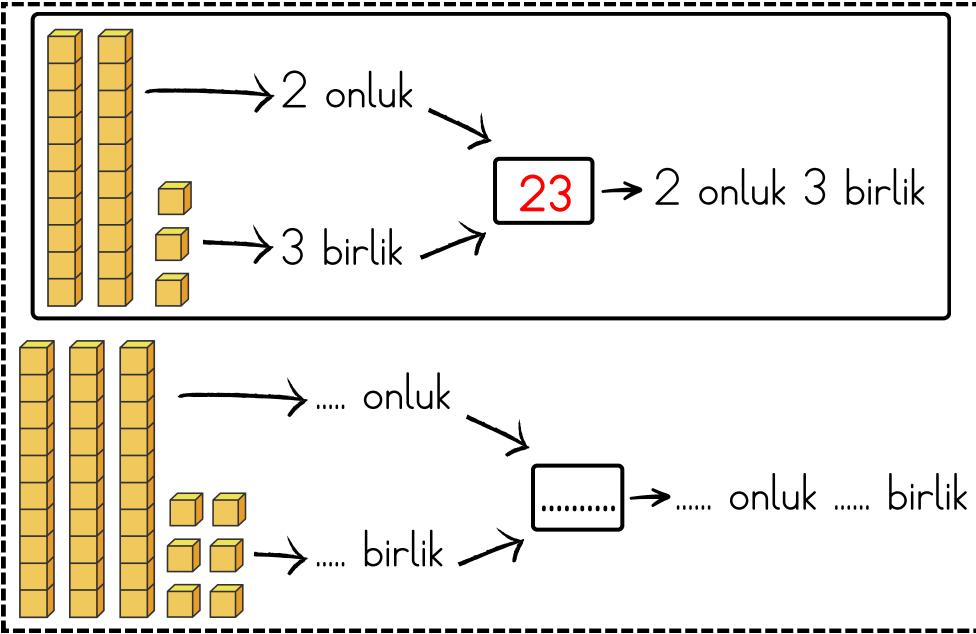 2 onluk
23 2 onluk 3 birlik
3 birlik
..... onluk
.......... ...... onluk ...... birlik
..... birlik